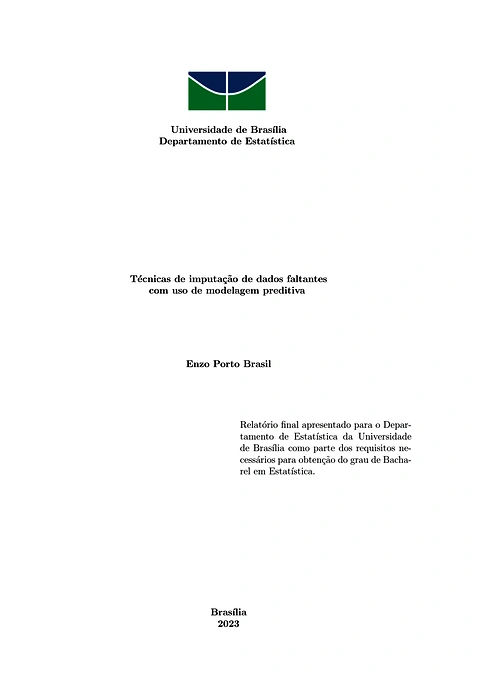 Universidade de Brasília
Departamento de Estatística
Técnicas de imputação de dados faltantes
com uso de modelagem preditiva
Enzo Porto Brasil
Relatório final apresentado para o Depar-
tamento de Estatística da Universidade
de Brasília como parte dos requisitos ne-
cessários para obtenção do grau de Bacha-
rel em Estatística.
Brasília
2023